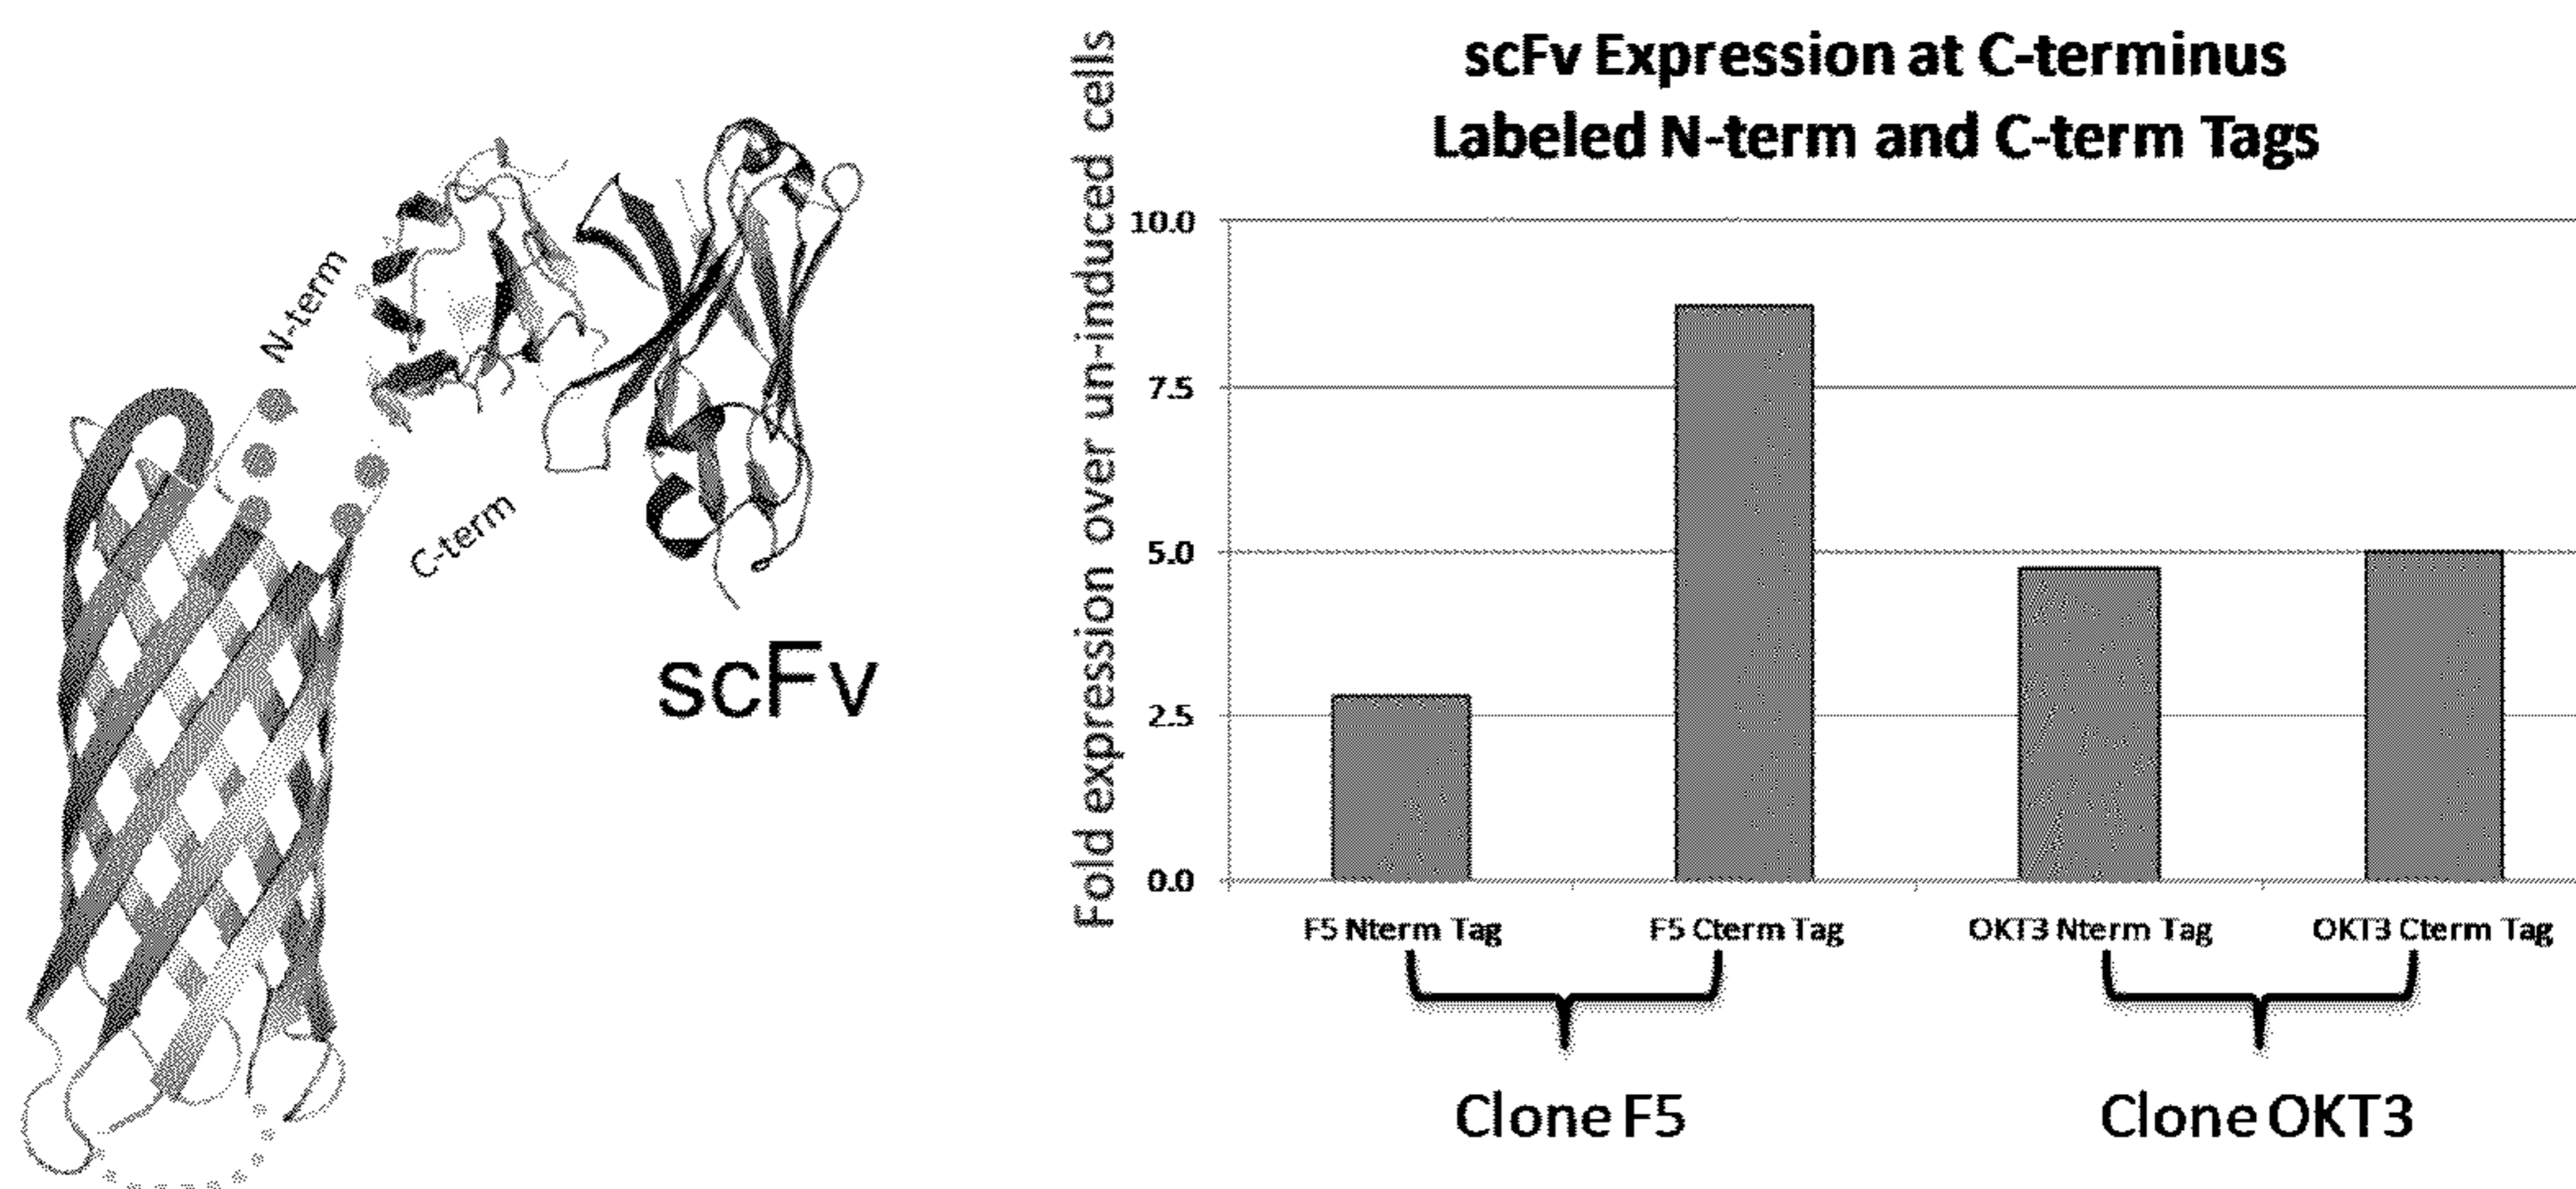 N-term
C-term
scFv
scFv Expression at C-terminus
Labeled N-term and C-term Tags
Fold expression over un-induced cells
10.0
7.5
5.0
2.5
0.0
F5 Nterm Tag
F5 Cterm Tag
OKT3 Nterm Tag
OKT3 Cterm Tag
Clone F5
Clone OKT3